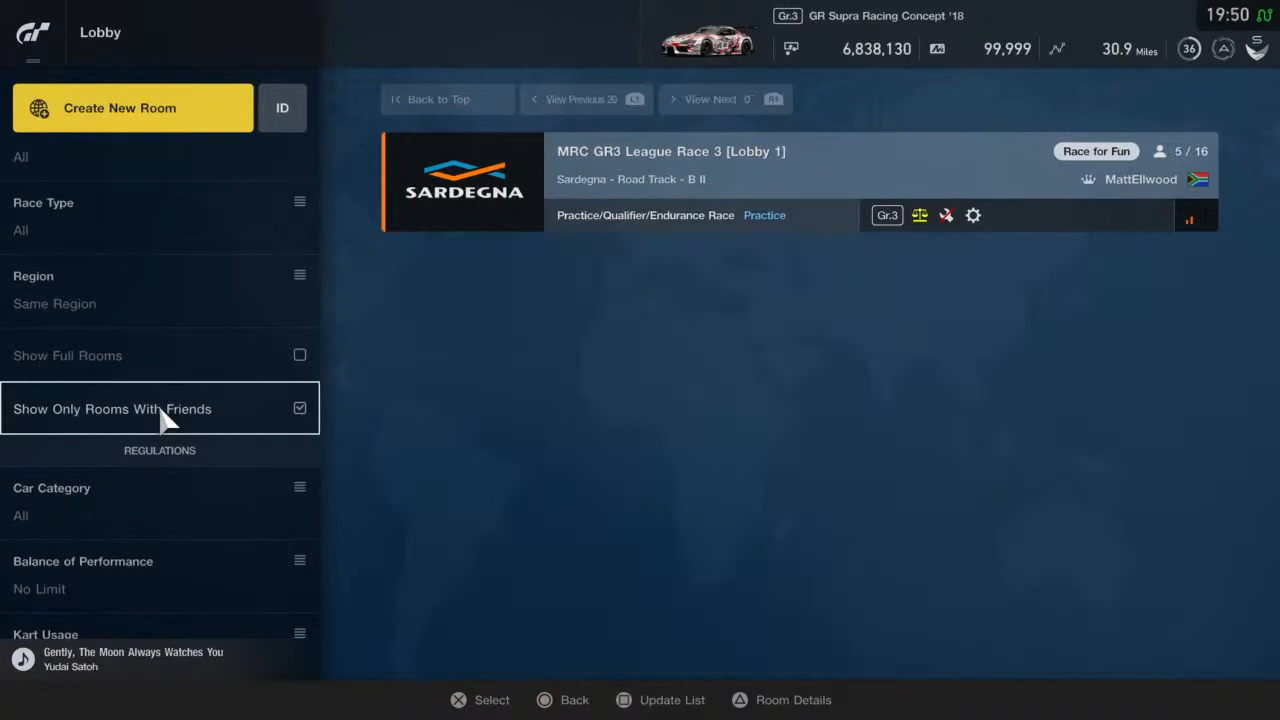 Lobby
Gr.3 GR Supra Racing Concept '18
19:50
6,838,130
99,999
30.9 Miles
36
A
S
Create New Room
ID
Back to Top
View Previous 20 L1
View Next 0 R1
All
Race Type
All
Region
Same Region
Show Full Rooms
Show Only Rooms With Friends
REGULATIONS
Car Category
All
Balance of Performance
No Limit
Kart Usage
SARDEGNA
MRC GR3 League Race 3 [Lobby 1]
Race for Fun
5 / 16
Sardegna - Road Track - B II
MattEllwood
Practice/Qualifier/Endurance Race Practice
Gr.3
Gently, The Moon Always Watches You
Yudai Satoh
Select
Back
Update List
Room Details